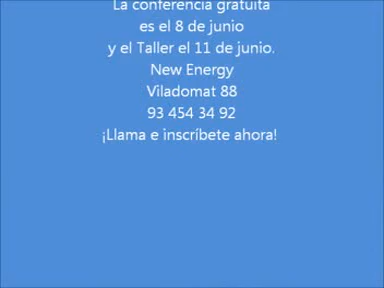 La conferencia gratuita
es el 8 de junio
y el Taller el 11 de junio.
New Energy
Viladomat 88
93 454 34 92
¡Llama e inscríbete ahora!